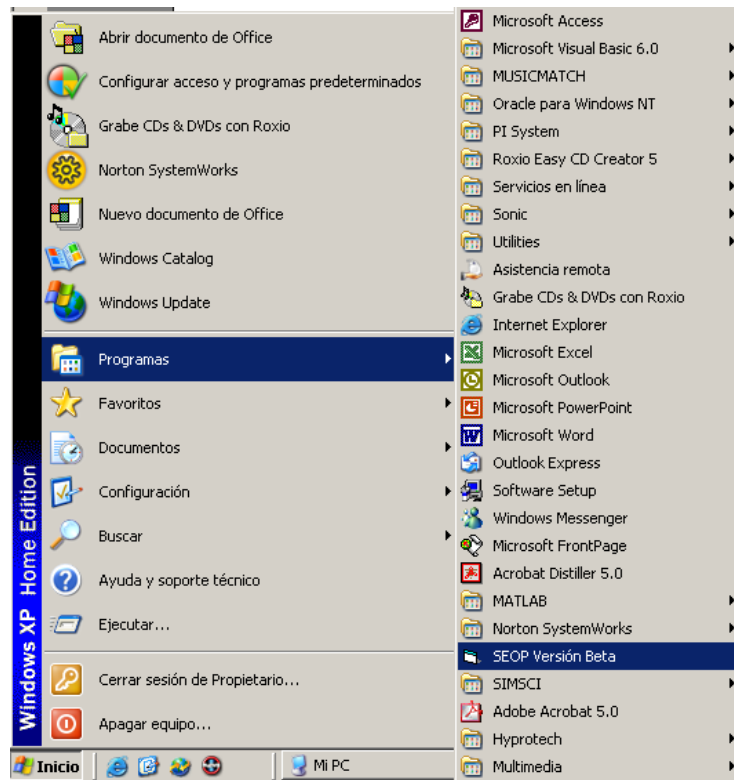 Abrir documento de Office
Configurar acceso y programas predeterminados
Grabe CDs & DVDs con Roxio
Norton SystemWorks
Nuevo documento de Office
Windows Catalog
Windows Update
Programas
Favoritos
Documentos
Configuración
Buscar
Ayuda y soporte técnico
Ejecutar...
Cerrar sesión de Propietario...
Apagar equipo...
Windows XP Home Edition
Microsoft Access
Microsoft Visual Basic 6.0
MUSICMATCH
Oracle para Windows NT
PI System
Roxio Easy CD Creator 5
Servicios en línea
Sonic
Utilities
Asistencia remota
Grabe CDs & DVDs con Roxio
Internet Explorer
Microsoft Excel
Microsoft Outlook
Microsoft PowerPoint
Microsoft Word
Outlook Express
Software Setup
Windows Messenger
Microsoft FrontPage
Acrobat Distiller 5.0
MATLAB
Norton SystemWorks
SEOP Versión Beta
SIMSCI
Adobe Acrobat 5.0
Hyprotech
Multimedia
Inicio
Mi PC